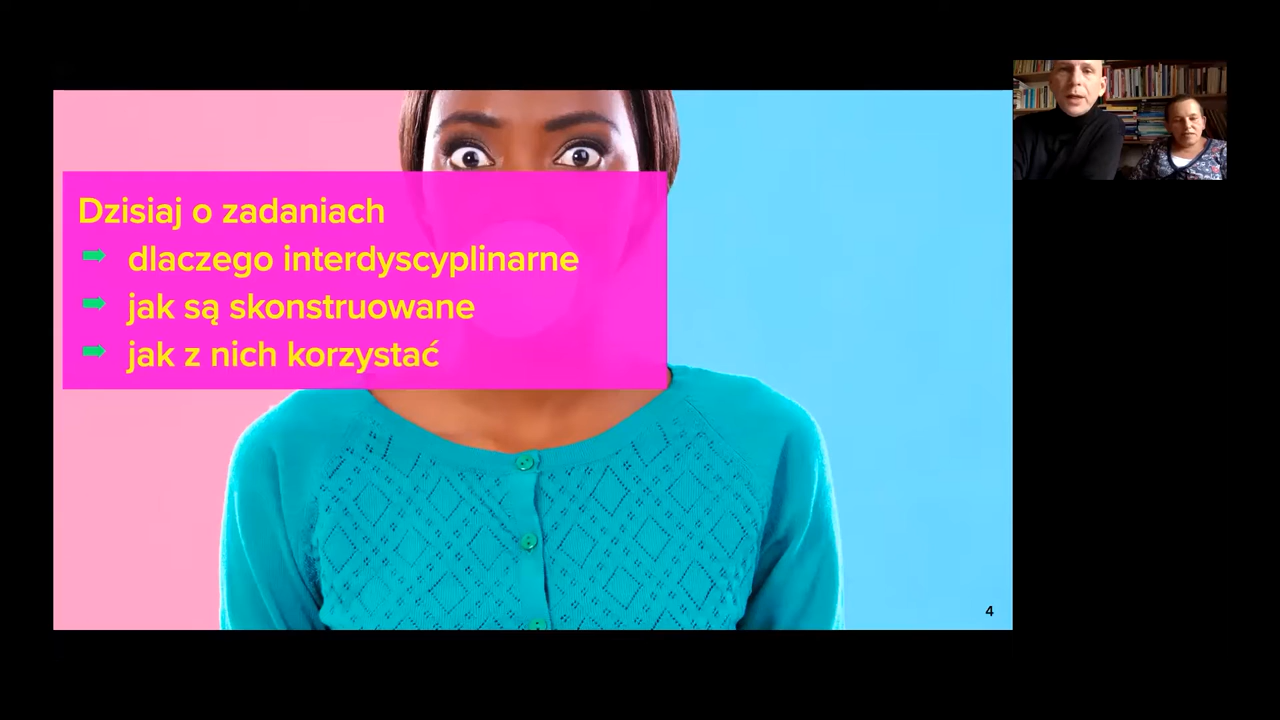 Dzisiaj o zadaniach
dlaczego interdyscyplinarne
jak są skonstruowane
jak z nich korzystać
4